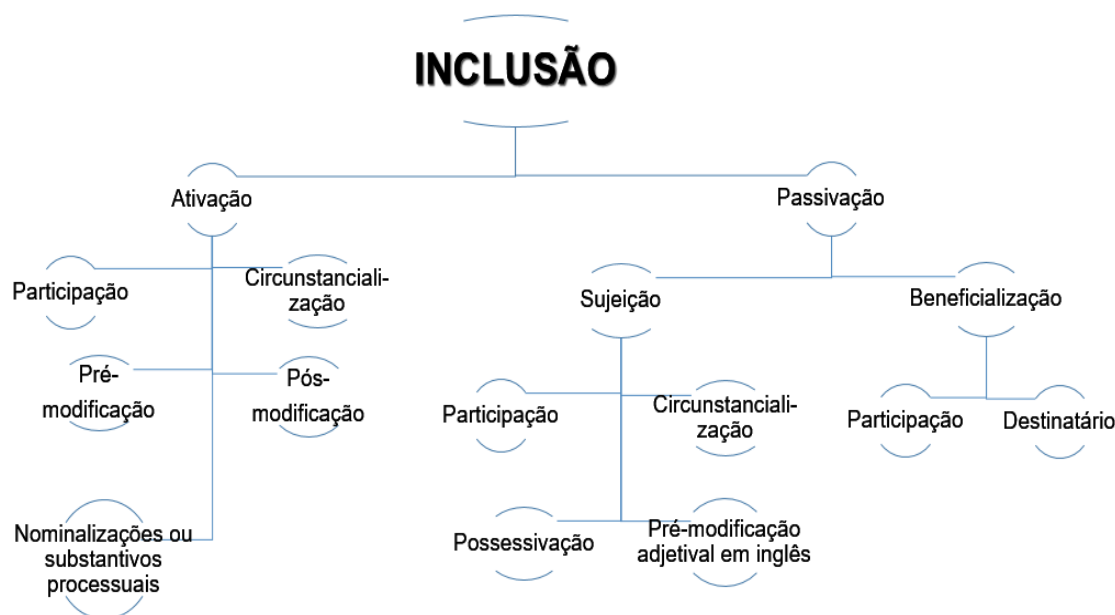 INCLUSÃO
Ativação
Passivação
Participação
Circunstanciali-
zação
Sujeição
Beneficialização
Pré-
modificação
Pós-
modificação
Participação
Circunstanciali-
zação
Participação
Destinatário
Nominalizações ou
substantivos
processuais
Possessivação
Pré-modificação
adjetival em inglês